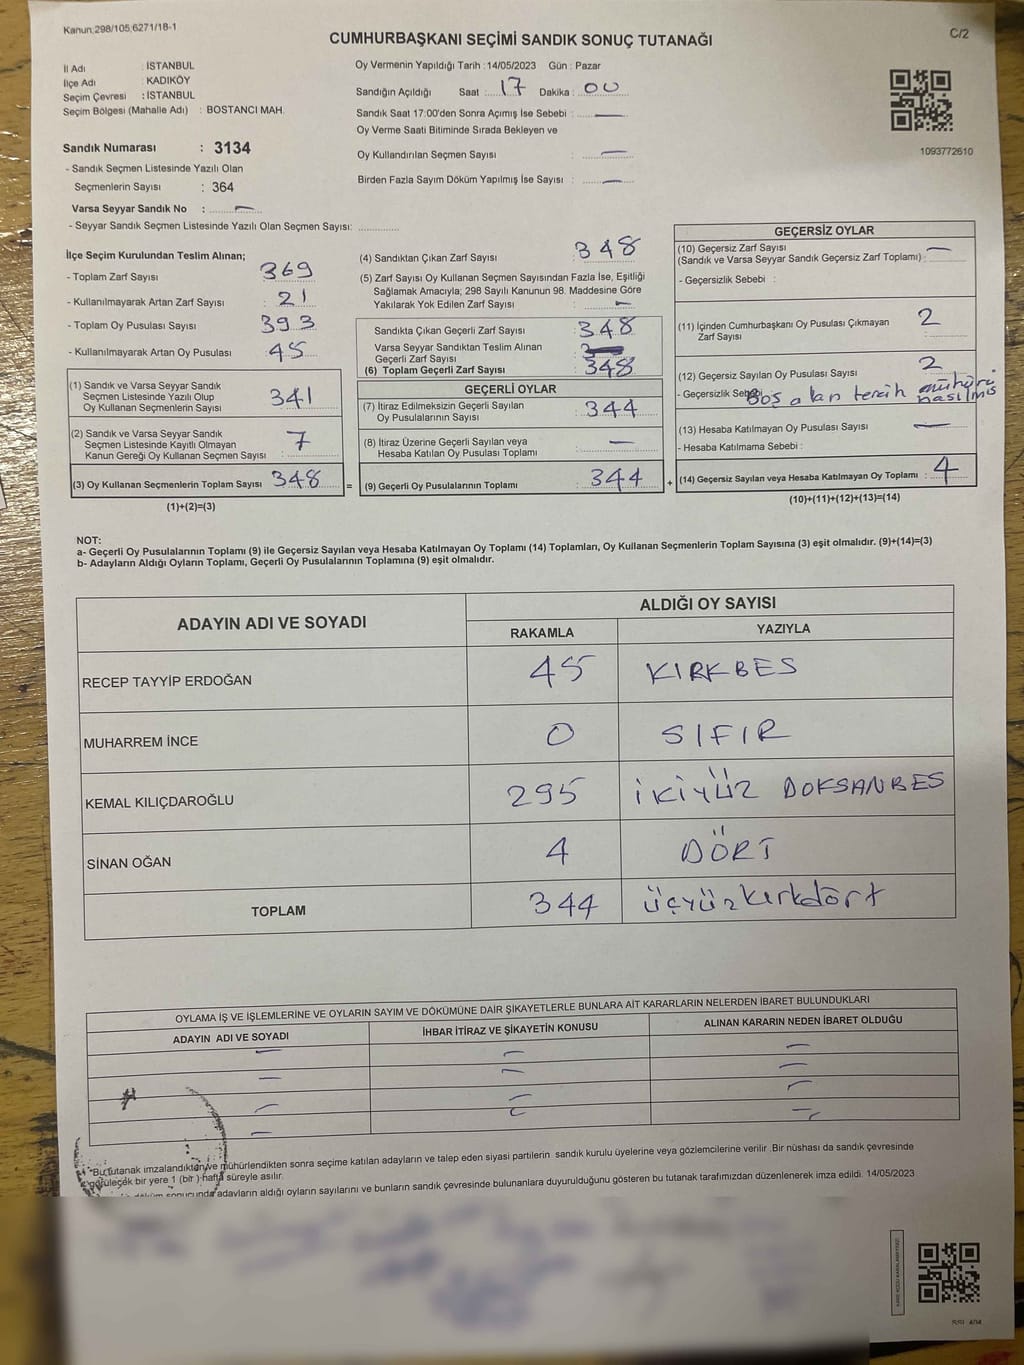 Kanun;298/105;6271/18-1
CUMHURBAŞKANI SEÇİMİ SANDIK SONUÇ TUTANAĞI
C/2
İl Adı : İSTANBUL
İlçe Adı : KADIKÖY
Seçim Çevresi : İSTANBUL
Seçim Bölgesi (Mahalle Adı) : BOSTANCI MAH.
Oy Vermenin Yapıldığı Tarih : 14/05/2023 Gün : Pazar
Sandığın Açıldığı Saat : 17 Dakika : 00
Sandık Saat 17:00'den Sonra Açımış İse Sebebi : —
Oy Verme Saati Bitiminde Sırada Bekleyen ve
Oy Kullandırılan Seçmen Sayısı : —
Birden Fazla Sayım Döküm Yapılmış İse Sayısı : —
1093772610
Sandık Numarası : 3134
- Sandık Seçmen Listesinde Yazılı Olan
Seçmenlerin Sayısı : 364
Varsa Seyyar Sandık No : —
- Seyyar Sandık Seçmen Listesinde Yazılı Olan Seçmen Sayısı:
İlçe Seçim Kurulundan Teslim Alınan;
- Toplam Zarf Sayısı 369
- Kullanılmayarak Artan Zarf Sayısı : 21
- Toplam Oy Pusulası Sayısı 393
- Kullanılmayarak Artan Oy Pusulası : 45
(1) Sandık ve Varsa Seyyar Sandık
Seçmen Listesinde Yazılı Olup
Oy Kullanan Seçmenlerin Sayısı 341
(2) Sandık ve Varsa Seyyar Sandık
Seçmen Listesinde Kayıtlı Olmayan
Kanun Gereği Oy Kullanan Seçmen Sayısı : 7
(3) Oy Kullanan Seçmenlerin Toplam Sayısı : 348
=
(1)+(2)=(3)
(4) Sandıktan Çıkan Zarf Sayısı : 348
(5) Zarf Sayısı Oy Kullanan Seçmen Sayısından Fazla İse, Eşitliği
Sağlamak Amacıyla; 298 Sayılı Kanunun 98. Maddesine Göre
Yakılarak Yok Edilen Zarf Sayısı : —
Sandıkta Çıkan Geçerli Zarf Sayısı : 348
Varsa Seyyar Sandıktan Teslim Alınan
Geçerli Zarf Sayısı
(6) Toplam Geçerli Zarf Sayısı : 348
GEÇERLİ OYLAR
(7) İtiraz Edilmeksizin Geçerli Sayılan
Oy Pusulalarının Sayısı : 344
(8) İtiraz Üzerine Geçerli Sayılan veya
Hesaba Katılan Oy Pusulası Toplamı : —
(9) Geçerli Oy Pusulalarının Toplamı : 344
+
GEÇERSİZ OYLAR
(10) Geçersiz Zarf Sayısı
(Sandık ve Varsa Seyyar Sandık Geçersiz Zarf Toplamı) : —
- Geçersizlik Sebebi :
(11) İçinden Cumhurbaşkanı Oy Pusulası Çıkmayan
Zarf Sayısı 2
(12) Geçersiz Sayılan Oy Pusulası Sayısı 2
- Geçersizlik Boş alan tercih mühürü
basılmış
(13) Hesaba Katılmayan Oy Pusulası Sayısı : —
- Hesaba Katılmama Sebebi :
(14) Geçersiz Sayılan veya Hesaba Katılmayan Oy Toplamı : 4
(10)+(11)+(12)+(13)=(14)
NOT:
a- Geçerli Oy Pusulalarının Toplamı (9) ile Geçersiz Sayılan veya Hesaba Katılmayan Oy Toplamı (14) Toplamları, Oy Kullanan Seçmenlerin Toplam Sayısına (3) eşit olmalıdır. (9)+(14)=(3)
b- Adayların Aldığı Oyların Toplamı, Geçerli Oy Pusulalarının Toplamına (9) eşit olmalıdır.
ADAYIN ADI VE SOYADI
ALDIĞI OY SAYISI
RAKAMLA YAZIYLA
RECEP TAYYİP ERDOĞAN 45 KIRKBES
MUHARREM İNCE 0 SIFIR
KEMAL KILIÇDAROĞLU 295 İKİYÜZ DOKSANBES
SİNAN OĞAN 4 DÖRT
TOPLAM 344 üçyüzkırkdört
OYLAMA İŞ VE İŞLEMLERİNE VE OYLARIN SAYIM VE DÖKÜMÜNE DAİR ŞİKAYETLERLE BUNLARA AİT KARARLARIN NELERDEN İBARET BULUNDUKLARI
ADAYIN ADI VE SOYADI İHBAR İTİRAZ VE ŞİKAYETİN KONUSU ALINAN KARARIN NEDEN İBARET OLDUĞU
"Bu tutanak imzalandıktan ve mühürlendikten sonra seçime katılan adayların ve talep eden siyasi partilerin sandık kurulu üyelerine veya gözlemcilerine verilir .Bir nüshası da sandık çevresinde
görülecek bir yere 1 (bir ) hafta süreyle asılır.
döküm sonucunda adayların aldığı oyların sayılarını ve bunların sandık çevresinde bulunanlara duyurulduğunu gösteren bu tutanak tarafımızdan düzenlenerek imza edildi. 14/05/2023